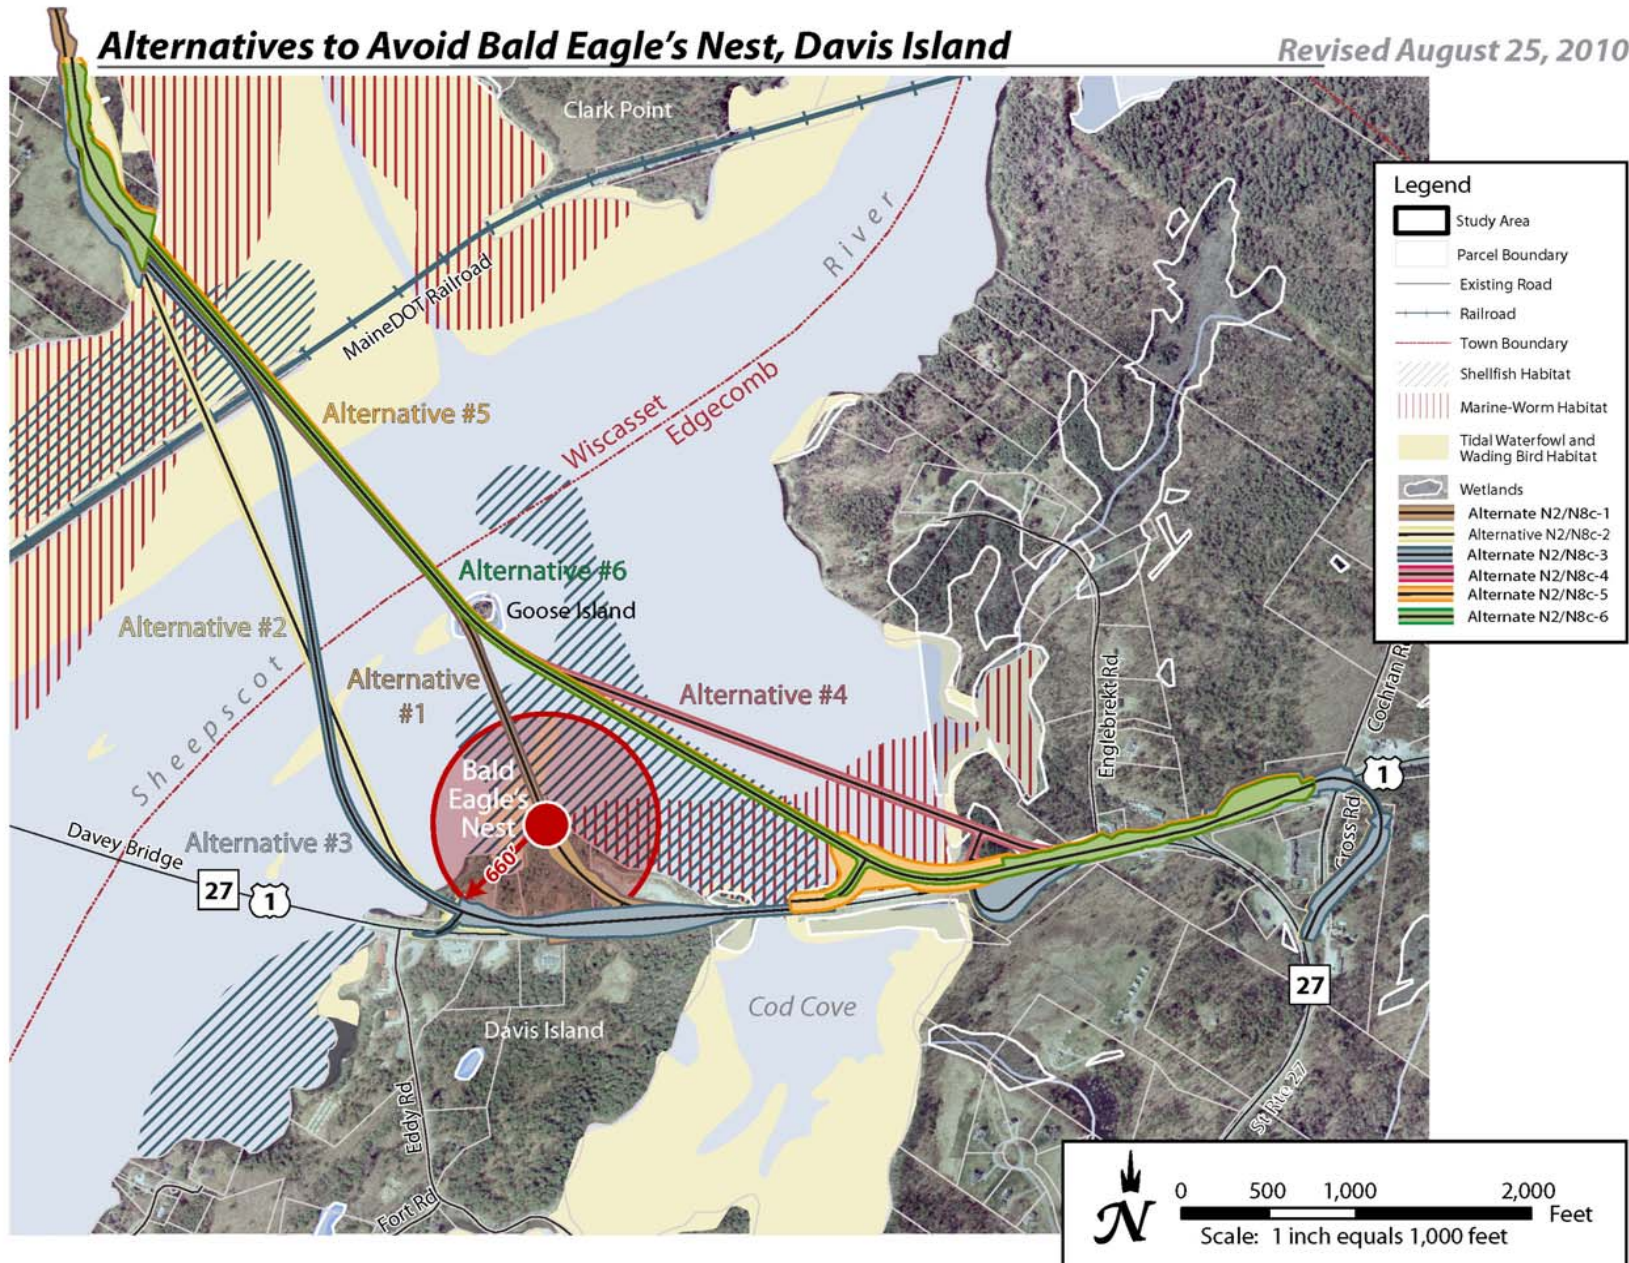 Alternatives to Avoid Bald Eagle's Nest, Davis Island
Revised August 25, 2010
Clark Point
River
MaineDOT Railroad
Alternative #5
Wiscasset
Edgecomb
Alternative #6
Goose Island
Alternative #2
Alternative
#1
Alternative #4
Sheepscot
Englebrekt Rd.
Cochran R
1
Bald
Eagle's
Nest
660'
Alternative #3
Davey Bridge
27
1
Cross Rd
27
Cod Cove
Davis Island
Eddy Rd
Fort Rd
St Rte 27
Legend
Study Area
Parcel Boundary
Existing Road
Railroad
Town Boundary
Shellfish Habitat
Marine-Worm Habitat
Tidal Waterfowl and
Wading Bird Habitat
Wetlands
Alternate N2/N8c-1
Alternative N2/N8c-2
Alternate N2/N8c-3
Alternate N2/N8c-4
Alternate N2/N8c-5
Alternate N2/N8c-6
N
0 500 1,000 2,000
Feet
Scale: 1 inch equals 1,000 feet